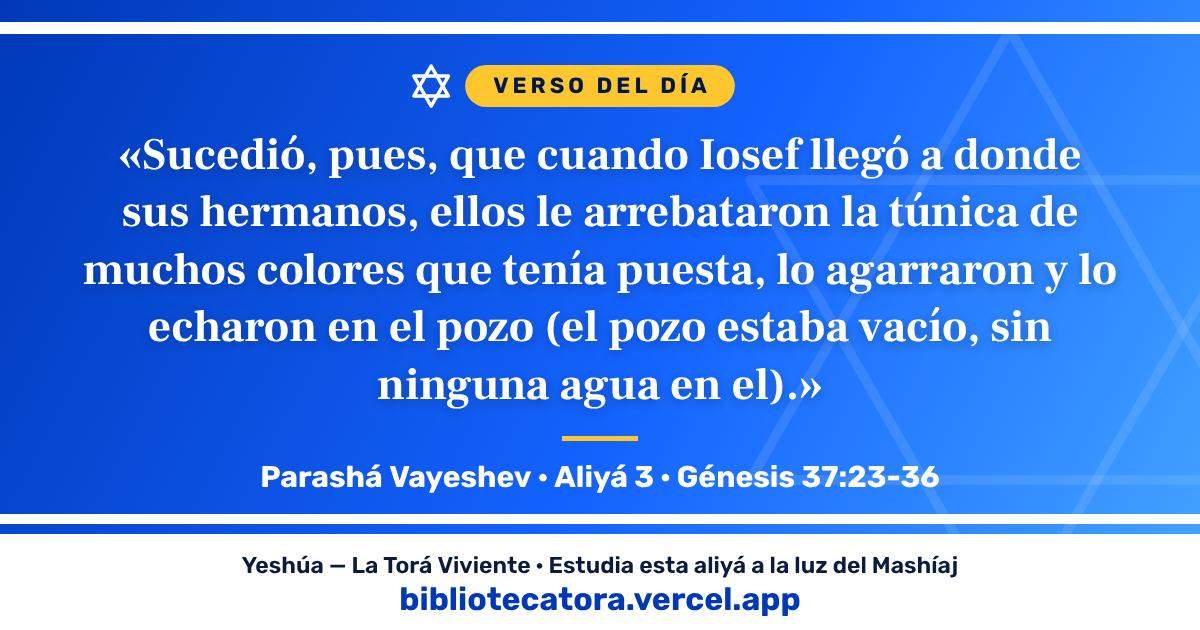 VERSO DEL DÍA
«Sucedió, pues, que cuando Iosef llegó a donde
sus hermanos, ellos le arrebataron la túnica de
muchos colores que tenía puesta, lo agarraron y lo
echaron en el pozo (el pozo estaba vacío, sin
ninguna agua en el).»
Parashá Vayeshev • Aliyá 3 • Génesis 37:23-36
Yeshúa — La Torá Viviente • Estudia esta aliyá a la luz del Mashíaj
bibliotecatora.vercel.app